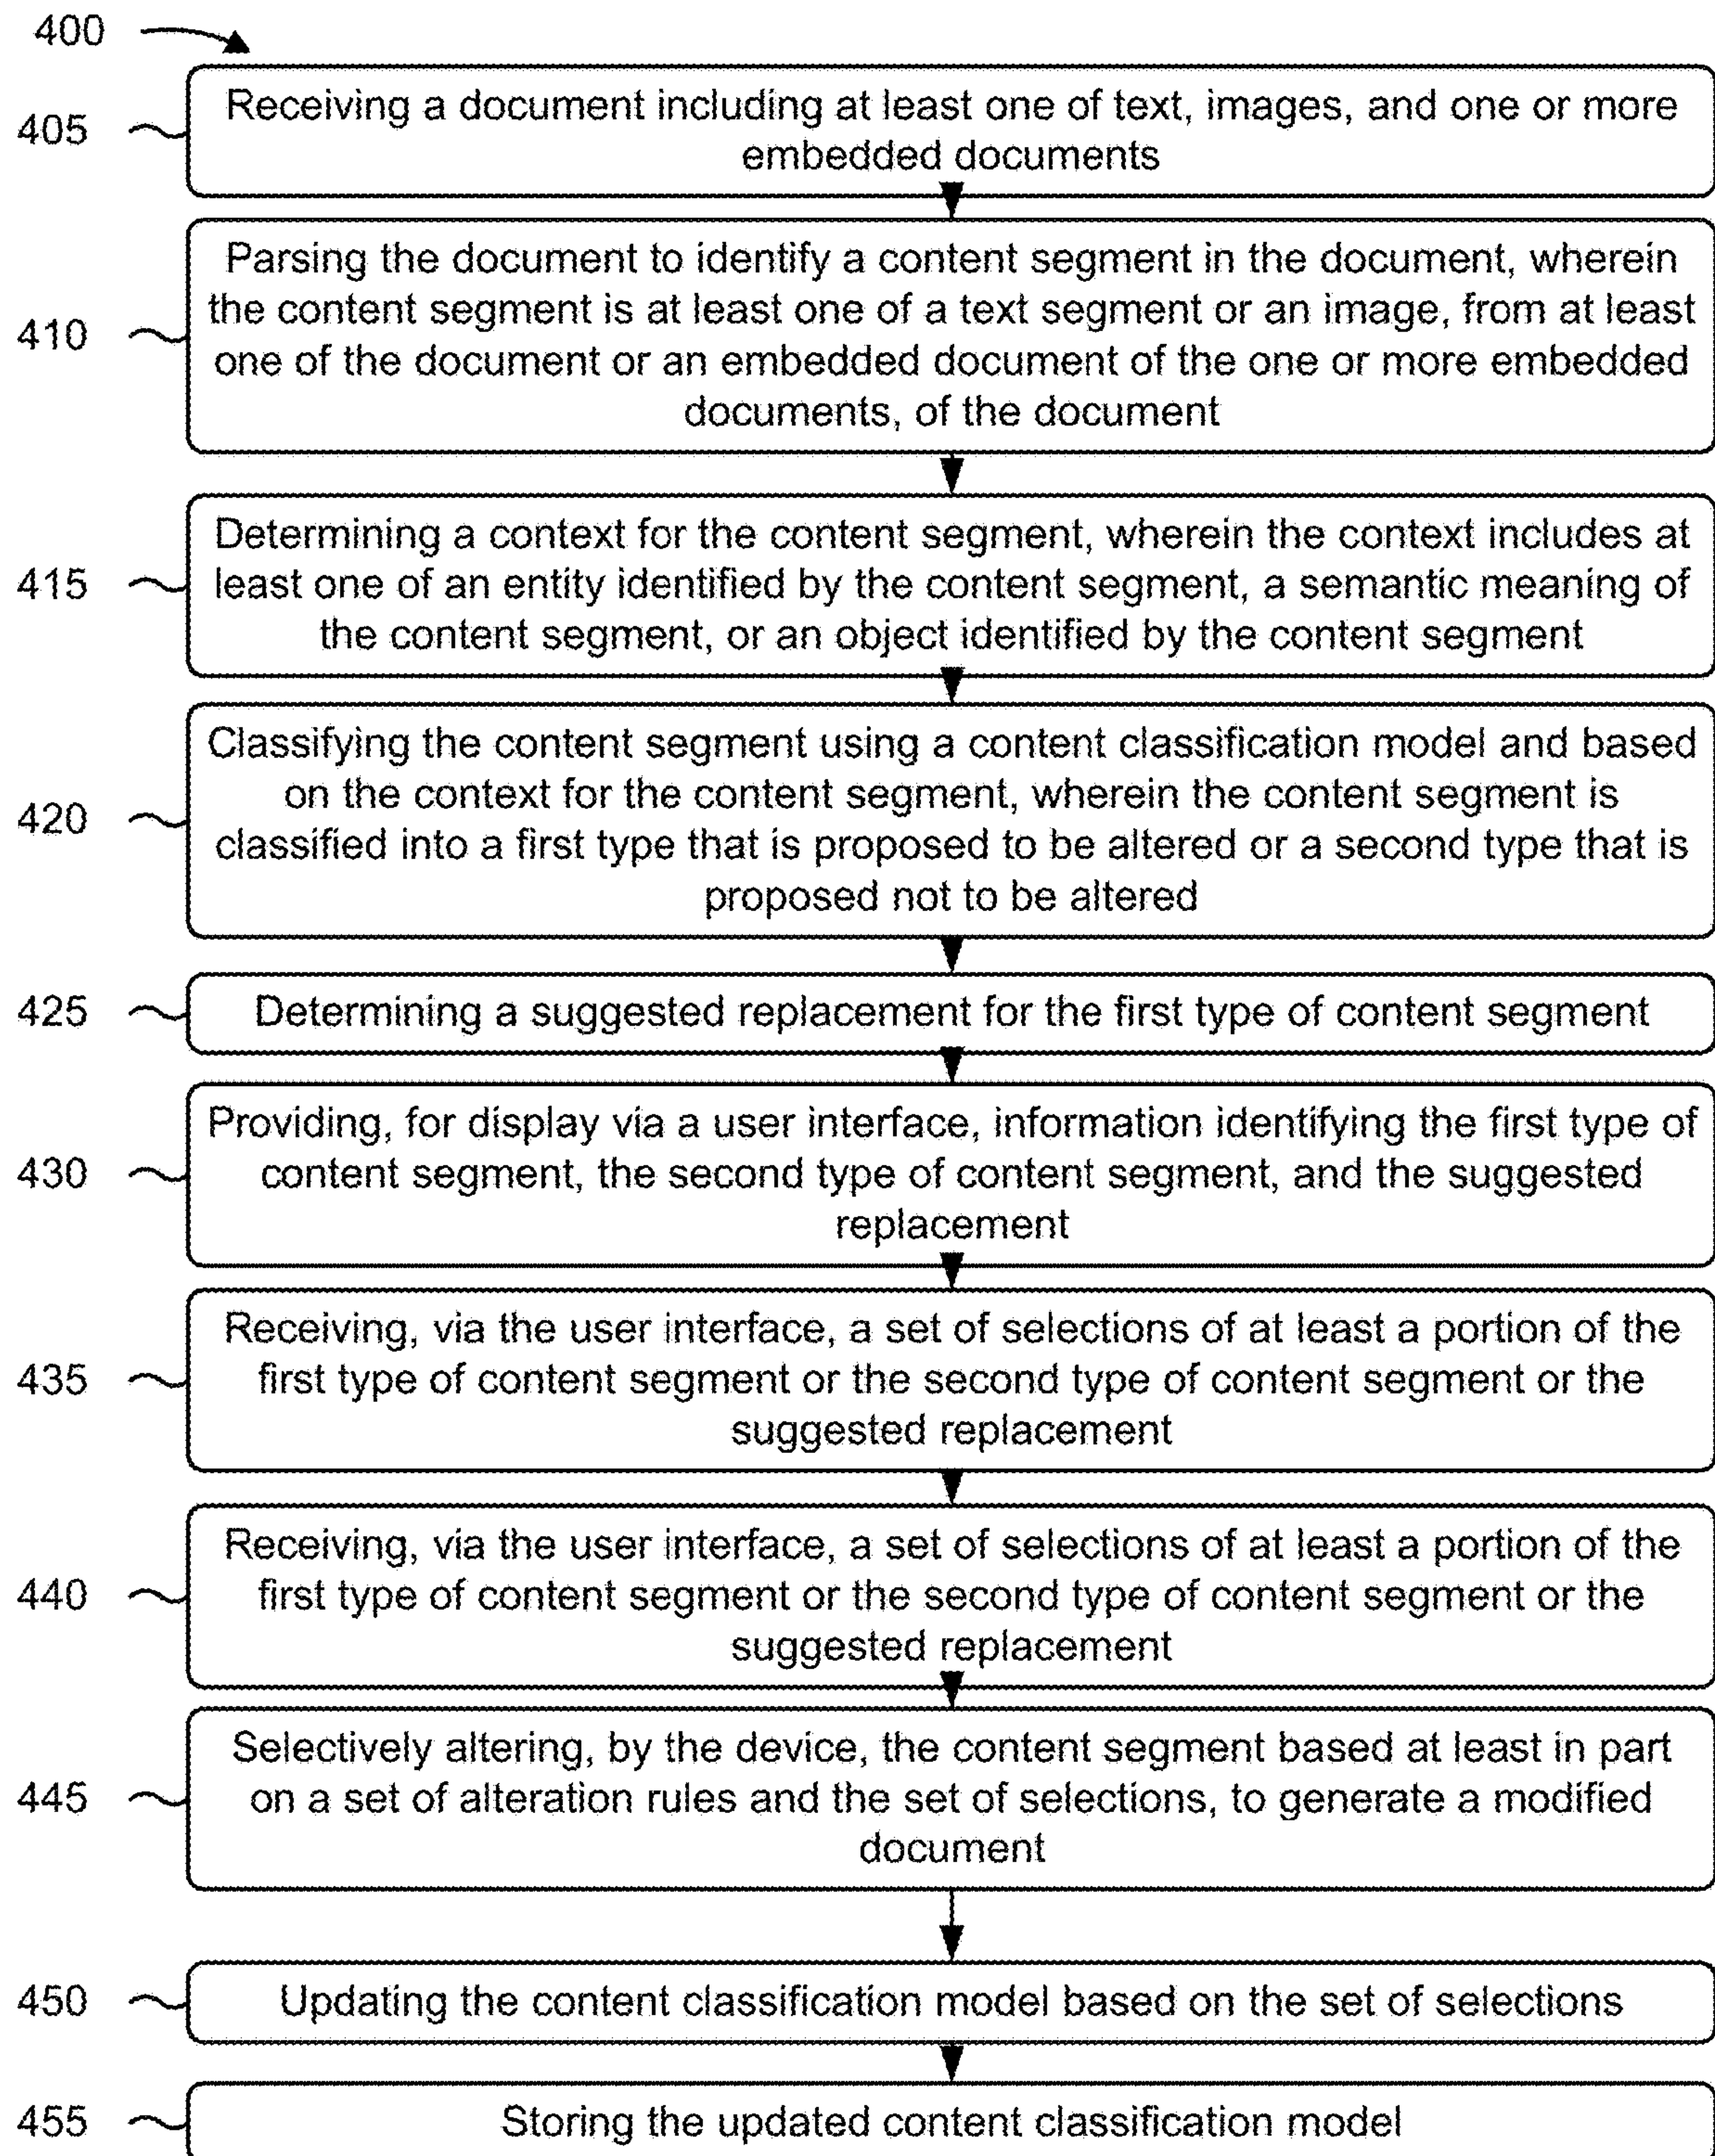 400
405
Receiving a document including at least one of text, images, and one or more
embedded documents
410
Parsing the document to identify a content segment in the document, wherein
the content segment is at least one of a text segment or an image, from at least
one of the document or an embedded document of the one or more embedded
documents, of the document
415
Determining a context for the content segment, wherein the context includes at
least one of an entity identified by the content segment, a semantic meaning of
the content segment, or an object identified by the content segment
420
Classifying the content segment using a content classification model and based
on the context for the content segment, wherein the content segment is
classified into a first type that is proposed to be altered or a second type that is
proposed not to be altered
425
Determining a suggested replacement for the first type of content segment
430
Providing, for display via a user interface, information identifying the first type of
content segment, the second type of content segment, and the suggested
replacement
435
Receiving, via the user interface, a set of selections of at least a portion of the
first type of content segment or the second type of content segment or the
suggested replacement
440
Receiving, via the user interface, a set of selections of at least a portion of the
first type of content segment or the second type of content segment or the
suggested replacement
445
Selectively altering, by the device, the content segment based at least in part
on a set of alteration rules and the set of selections, to generate a modified
document
450
Updating the content classification model based on the set of selections
455
Storing the updated content classification model